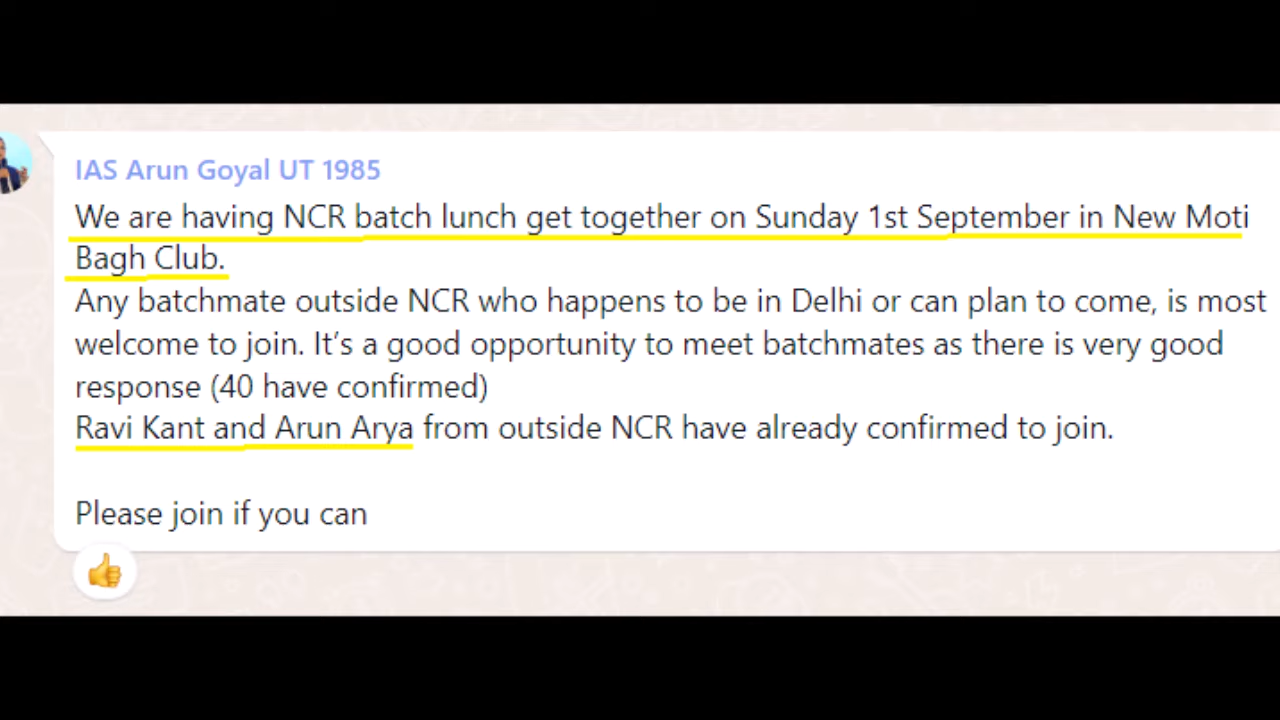 IAS Arun Goyal UT 1985
We are having NCR batch lunch get together on Sunday 1st September in New Moti
Bagh Club.
Any batchmate outside NCR who happens to be in Delhi or can plan to come, is most
welcome to join. It’s a good opportunity to meet batchmates as there is very good
response (40 have confirmed)
Ravi Kant and Arun Arya from outside NCR have already confirmed to join.
Please join if you can